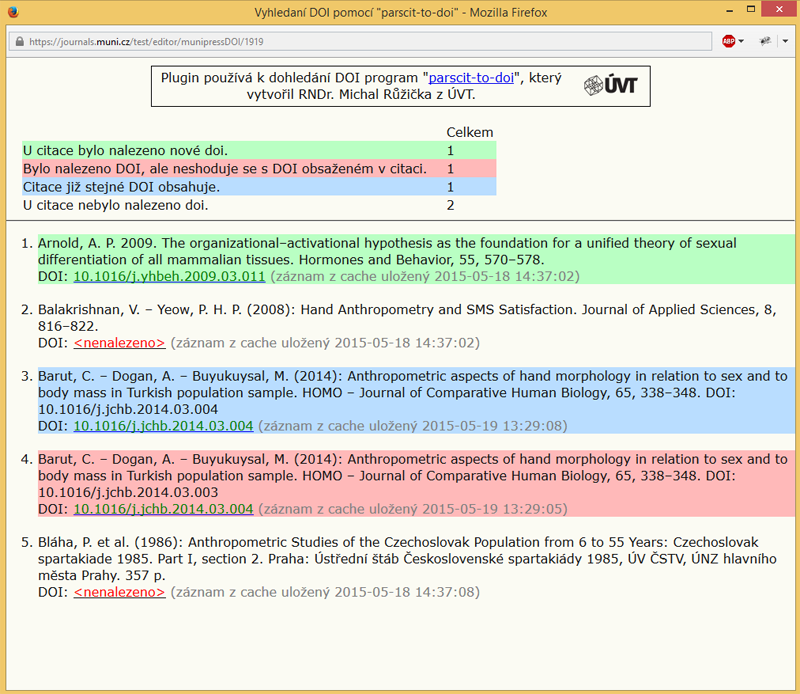 Vyhledaní DOI pomocí "parscit-to-doi" - Mozilla Firefox
https://journals.muni.cz/test/editor/munipressDOI/1919
ABP
Plugin používá k dohledání DOI program "parscit-to-doi", který
vytvořil RNDr. Michal Růžička z ÚVT.
ÚVT
Celkem
U citace bylo nalezeno nové doi. 1
Bylo nalezeno DOI, ale neshoduje se s DOI obsaženém v citaci. 1
Citace již stejné DOI obsahuje. 1
U citace nebylo nalezeno doi. 2
1. Arnold, A. P. 2009. The organizational–activational hypothesis as the foundation for a unified theory of sexual
differentiation of all mammalian tissues. Hormones and Behavior, 55, 570–578.
DOI: 10.1016/j.yhbeh.2009.03.011 (záznam z cache uložený 2015-05-18 14:37:02)
2. Balakrishnan, V. – Yeow, P. H. P. (2008): Hand Anthropometry and SMS Satisfaction. Journal of Applied Sciences, 8,
816–822.
DOI: <nenalezeno> (záznam z cache uložený 2015-05-18 14:37:02)
3. Barut, C. – Dogan, A. – Buyukuysal, M. (2014): Anthropometric aspects of hand morphology in relation to sex and to
body mass in Turkish population sample. HOMO – Journal of Comparative Human Biology, 65, 338–348. DOI:
10.1016/j.jchb.2014.03.004
DOI: 10.1016/j.jchb.2014.03.004 (záznam z cache uložený 2015-05-19 13:29:08)
4. Barut, C. – Dogan, A. – Buyukuysal, M. (2014): Anthropometric aspects of hand morphology in relation to sex and to
body mass in Turkish population sample. HOMO – Journal of Comparative Human Biology, 65, 338–348. DOI:
10.1016/j.jchb.2014.03.003
DOI: 10.1016/j.jchb.2014.03.004 (záznam z cache uložený 2015-05-19 13:29:05)
5. Bláha, P. et al. (1986): Anthropometric Studies of the Czechoslovak Population from 6 to 55 Years: Czechoslovak
spartakiade 1985. Part I, section 2. Praha: Ústřední štáb Československé spartakiády 1985, ÚV ČSTV, ÚNZ hlavního
města Prahy. 357 p.
DOI: <nenalezeno> (záznam z cache uložený 2015-05-18 14:37:08)